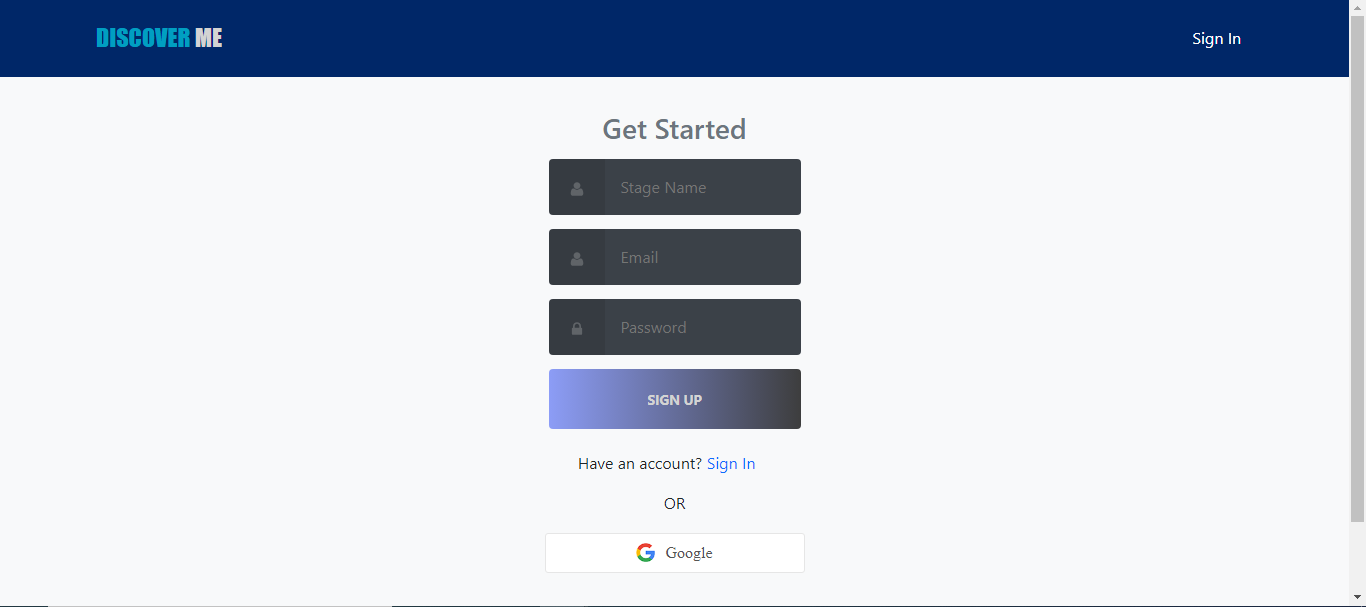 DISCOVER ME
Sign In
Get Started
Stage Name
Email
Password
SIGN UP
Have an account? Sign In
OR
Google